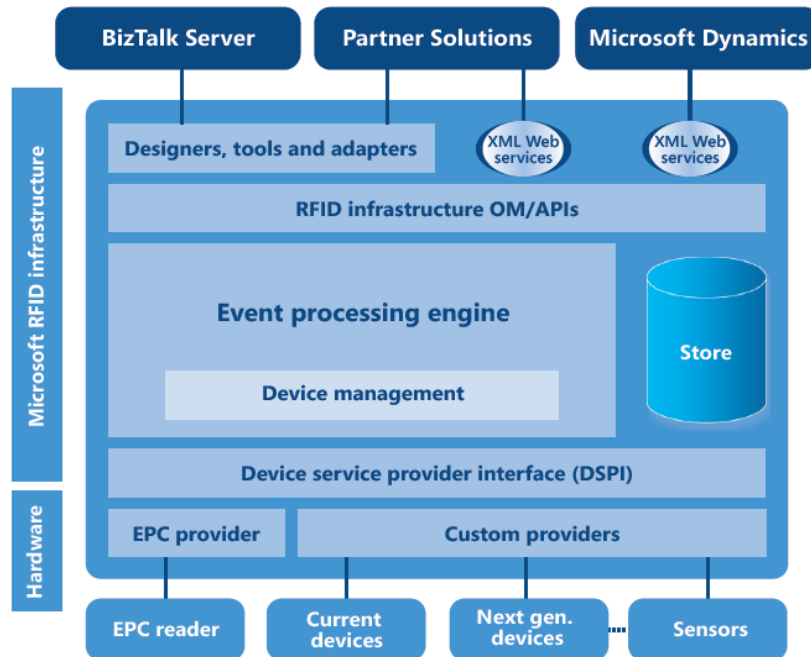 BizTalk Server
Partner Solutions
Microsoft Dynamics
Microsoft RFID infrastructure
Designers, tools and adapters
XML Web
services
XML Web
services
RFID infrastructure OM/APIs
Event processing engine
Store
Device management
Device service provider interface (DSPI)
Hardware
EPC provider
Custom providers
EPC reader
Current
devices
Next gen.
devices
Sensors